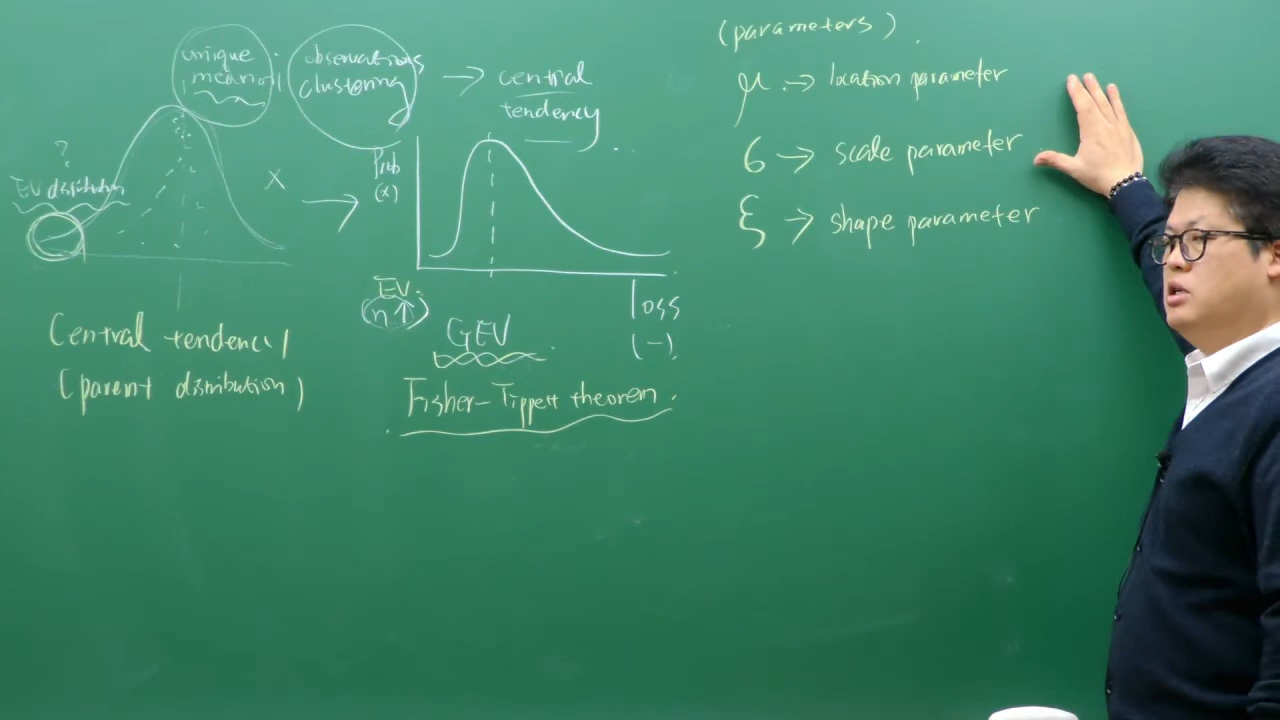 unique
mean
observations
clustering
→ central
tendency
?
EV distribution
X
Prob
(x)
EV.
(n ↑)
loss
(-).
GEV
Fisher-Tippett theorem.
Central tendency
(parent distribution)
(parameters).
μ → location parameter
σ → scale parameter
ξ → shape parameter